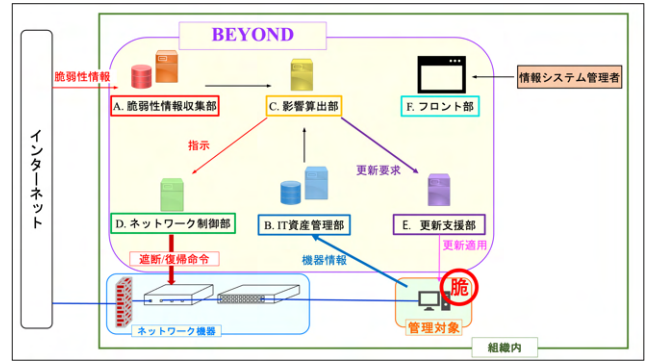 BEYOND
脆弱性情報
A. 脆弱性情報収集部
C. 影響算出部
F. フロント部
情報システム管理者
インターネット
指示
更新要求
D. ネットワーク制御部
B. IT資産管理部
E. 更新支援部
遮断/復帰命令
機器情報
更新適用
脆
ネットワーク機器
管理対象
組織内